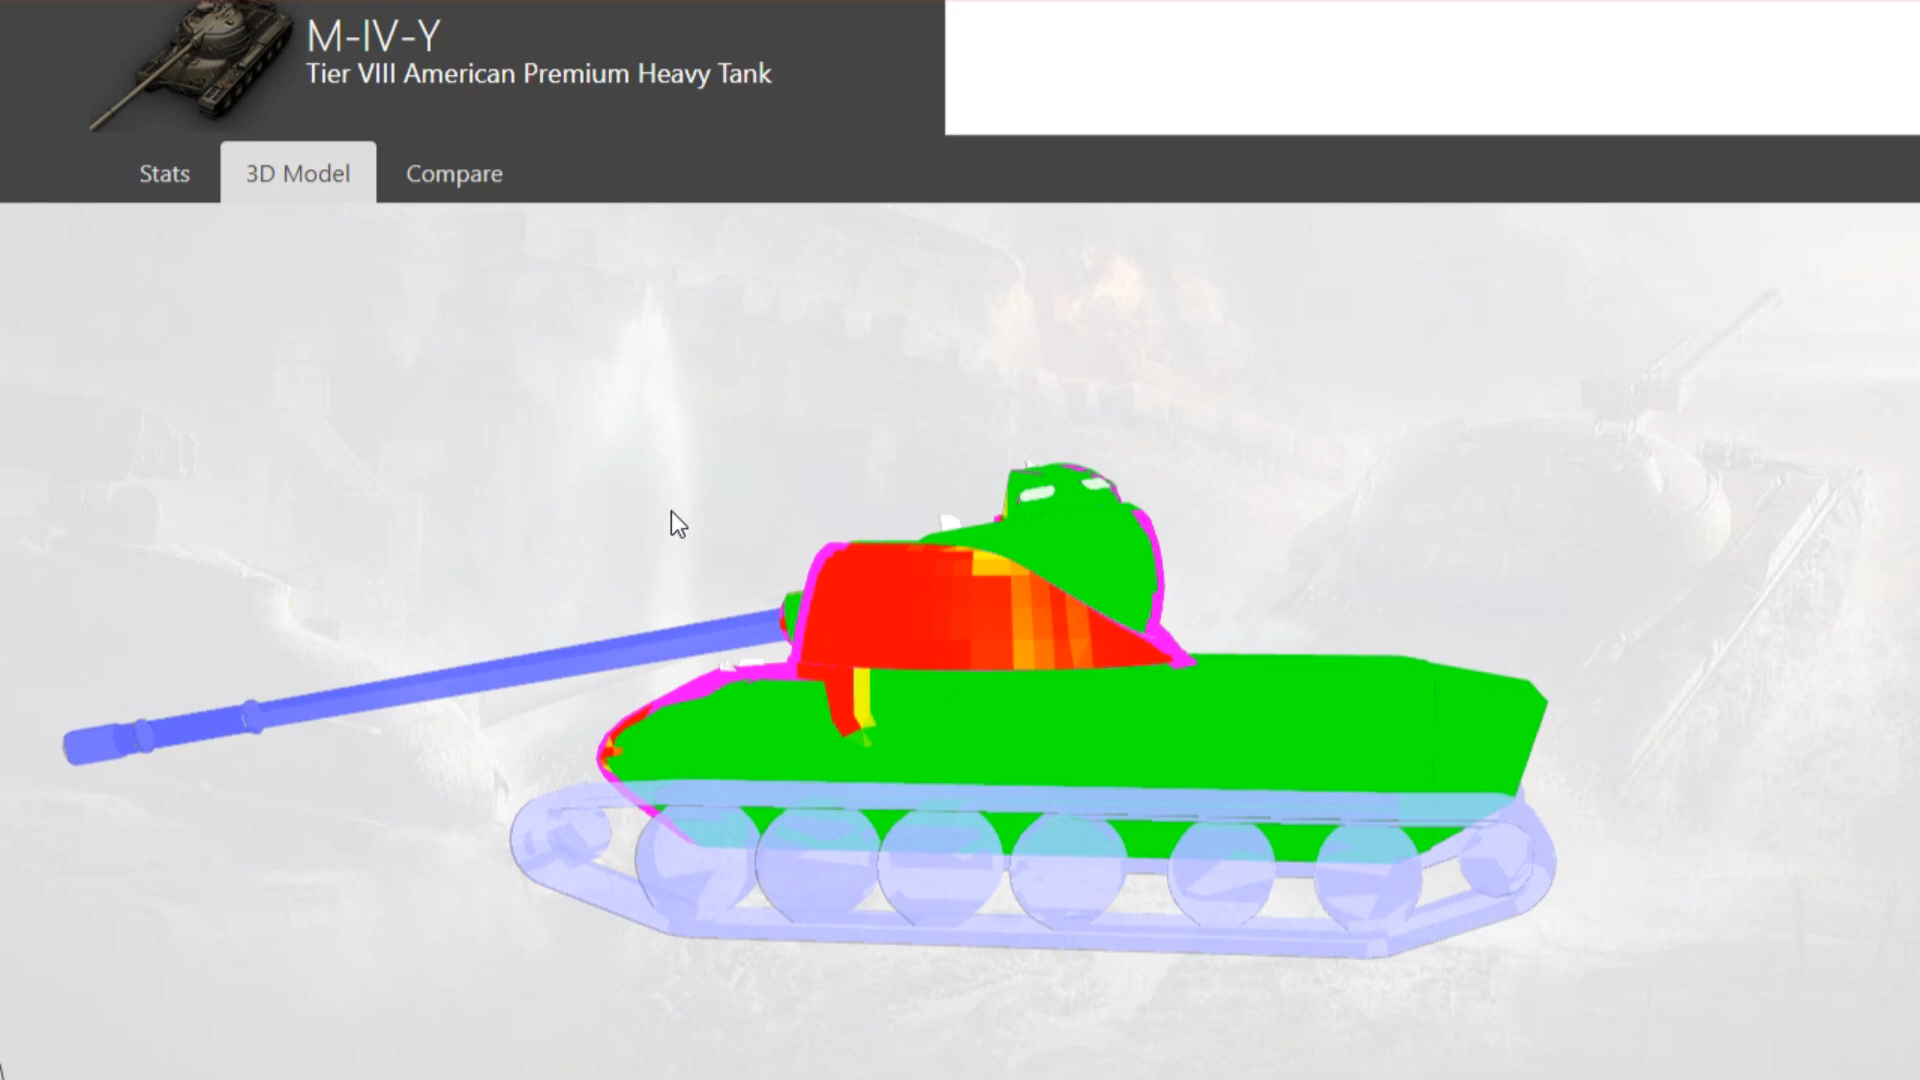 M-IV-Y
Tier VIII American Premium Heavy Tank
Stats
3D Model
Compare